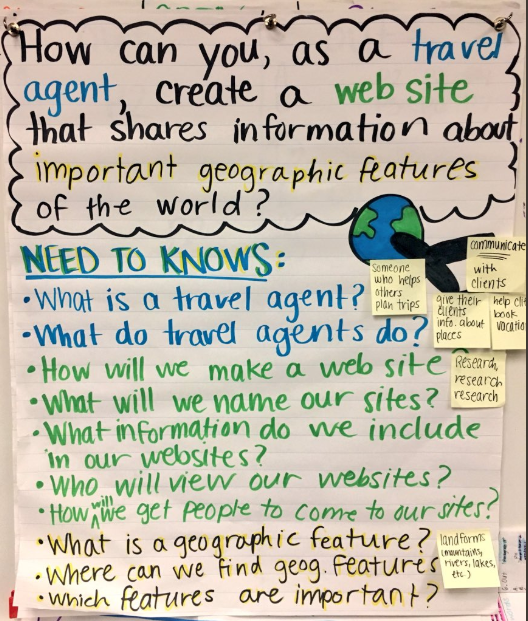 How can you, as a travel
agent, create a web site
that shares information about
important geographic features
of the world?
NEED TO KNOWS:
•What is a travel agent?
someone
who helps
others
plan trips
communicate
with
clients
•What do travel agents do?
give their
clients
info. about
places
help
book
•How will we make a web site
Research,
research
research
•What will we name our sites?
•What information do we include
in our websites?
•Who will view our websites?
•How will we get people to come to our sites?
•What is a geographic feature?
landforms
(mountains,
rivers, lakes,
etc.)
•Where can we find geog. features
•Which features are important?